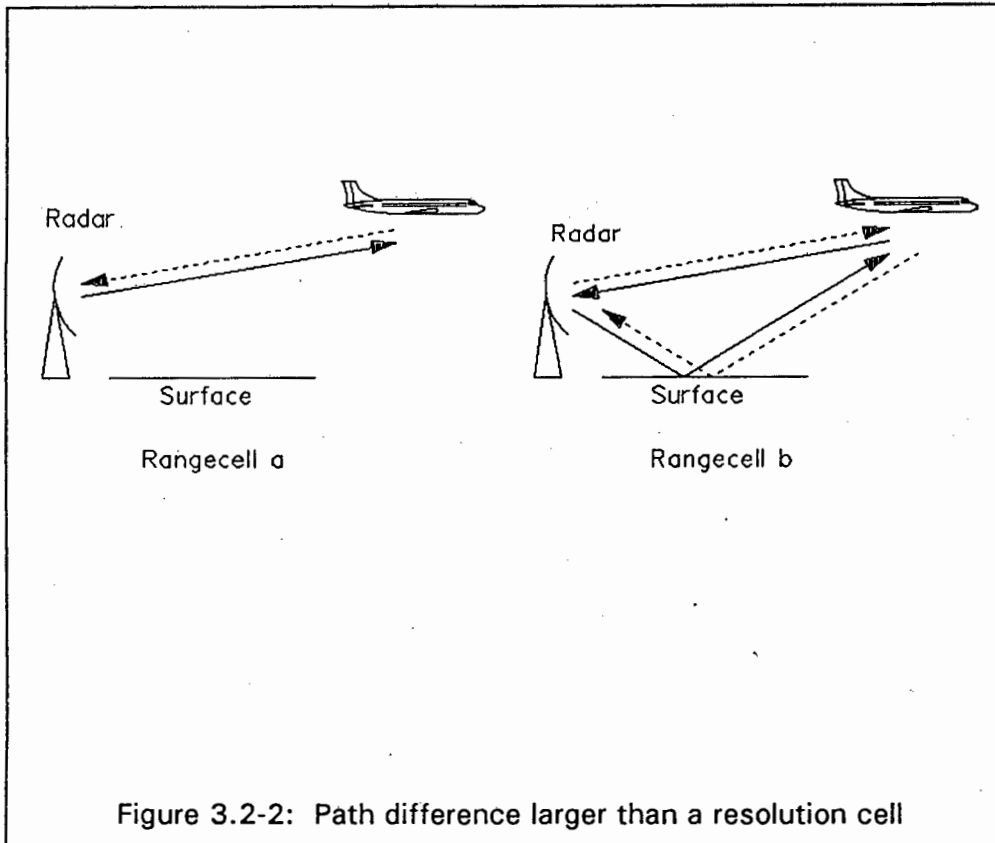 Radar
Surface
Rangecell a
Radar
Surface
Rangecell b
Figure 3.2-2: Path difference larger than a resolution cell